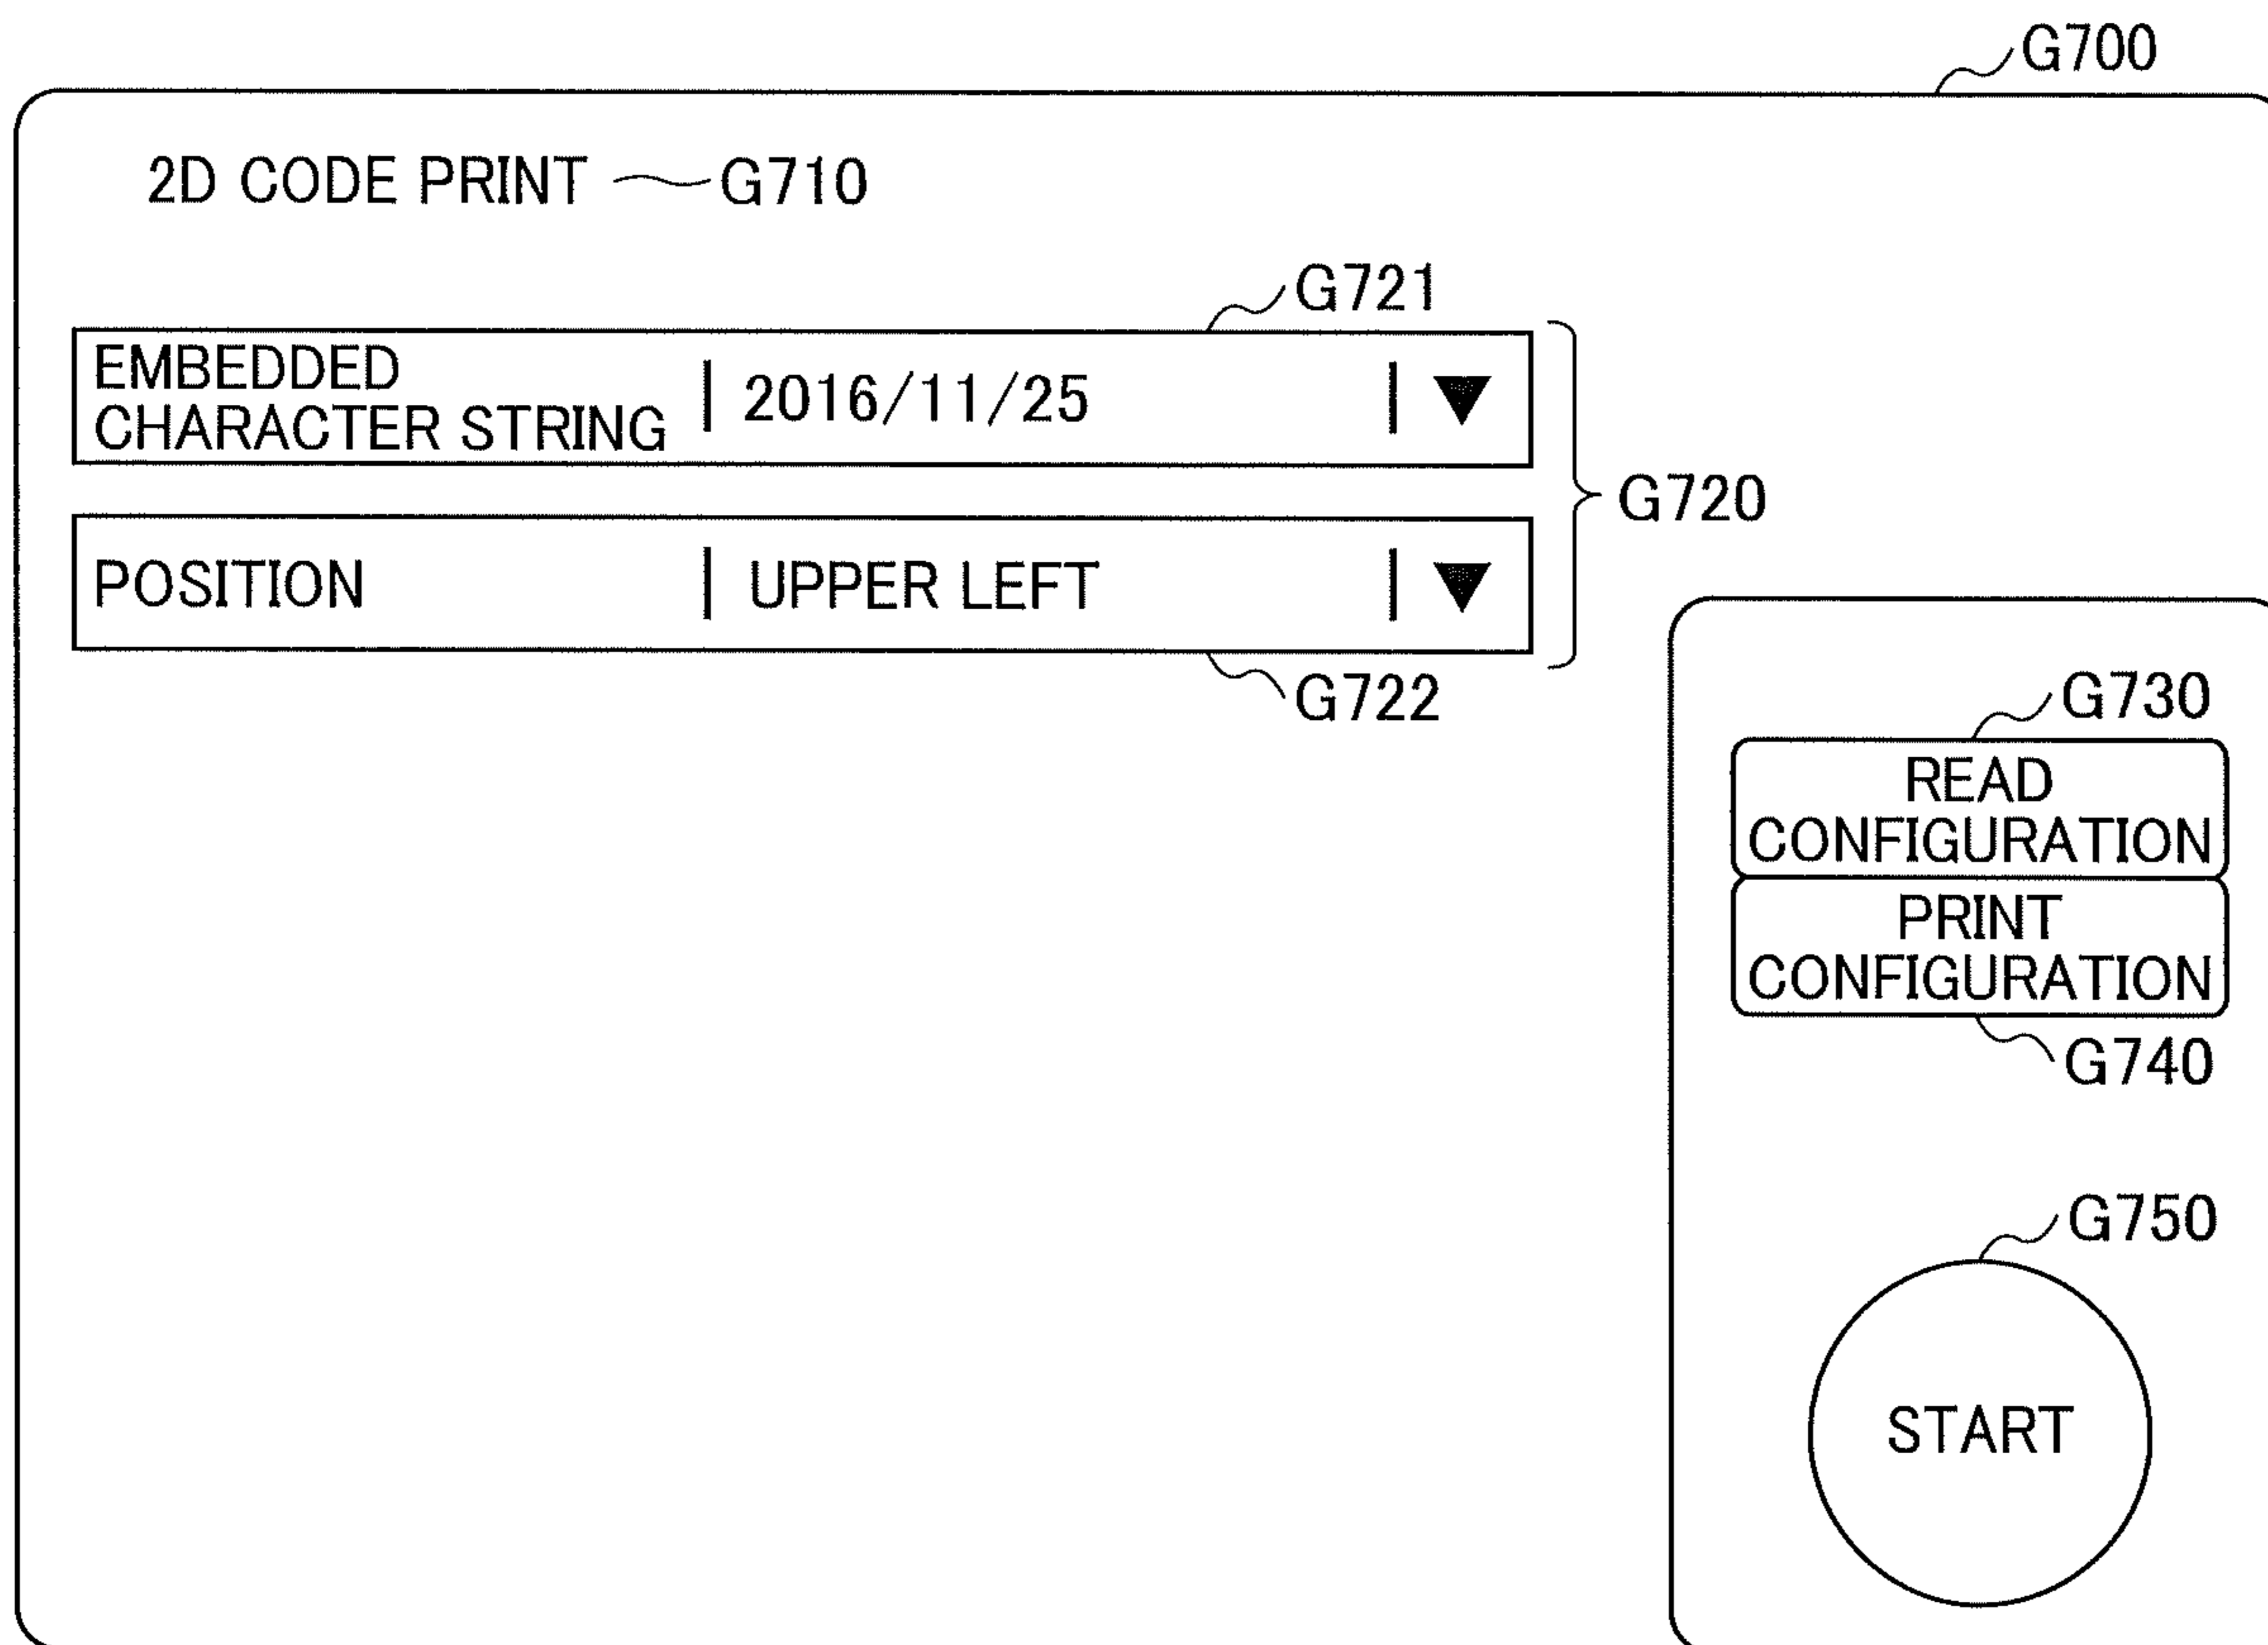 G700
2D CODE PRINT G710
G721
EMBEDDED
CHARACTER STRING | 2016/11/25 | ▼
G720
POSITION | UPPER LEFT | ▼
G722
G730
READ
CONFIGURATION
PRINT
CONFIGURATION
G740
G750
START